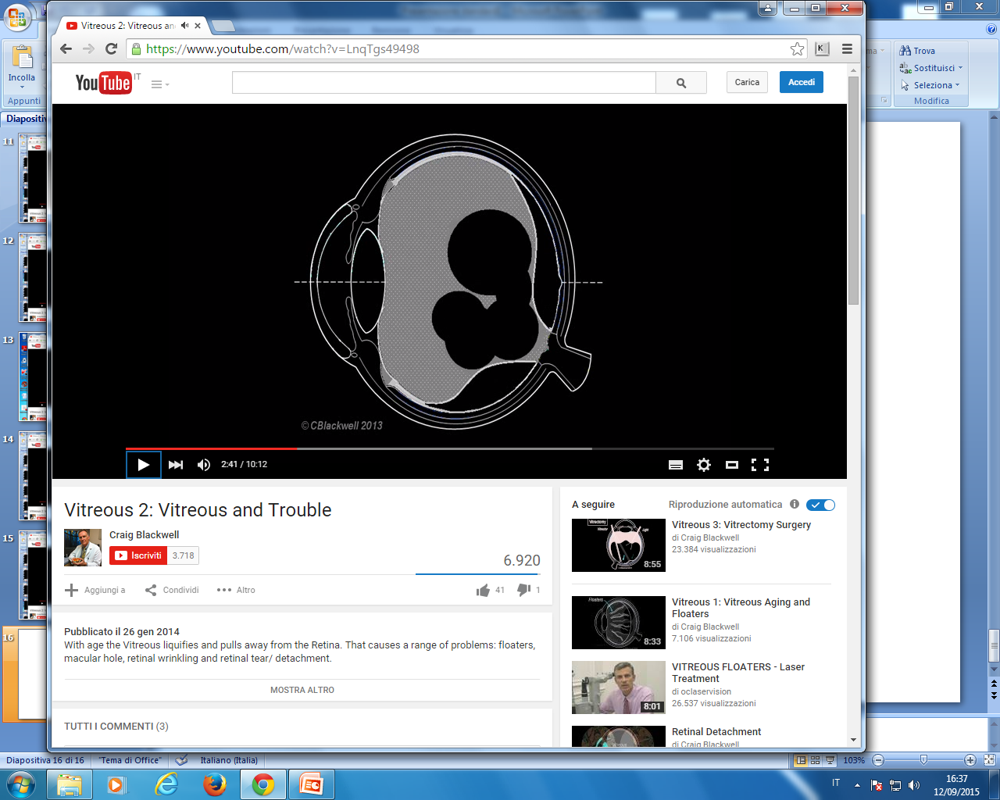 Vitreous 2: Vitreous an
https://www.youtube.com/watch?v=LnqTgs49498
Incolla
Appunti
Trova
Sostituisci
Seleziona
Modifica
YouTube IT
Carica
Accedi
Diapositiv
11
12
13
14
15
16
© CBlackwell 2013
2:41 / 10:12
Vitreous 2: Vitreous and Trouble
Craig Blackwell
Iscriviti 3.718
6.920
Aggiungi a
Condividi
Altro
41
1
Pubblicato il 26 gen 2014
With age the Vitreous liquifies and pulls away from the Retina. That causes a range of problems: floaters,
macular hole, retinal wrinkling and retinal tear/ detachment.
MOSTRA ALTRO
TUTTI I COMMENTI (3)
A seguire
Riproduzione automatica
Vitrectomy
Light
8:55
Vitreous 3: Vitrectomy Surgery
di Craig Blackwell
23.384 visualizzazioni
Floaters
8:33
Vitreous 1: Vitreous Aging and
Floaters
di Craig Blackwell
7.106 visualizzazioni
8:01
VITREOUS FLOATERS - Laser
Treatment
di oclaservision
26.537 visualizzazioni
Retinal Detachment
di Craig Blackwell
Diapositiva 16 di 16
"Tema di Office"
Italiano (Italia)
103%
IT
16:37
12/09/2015